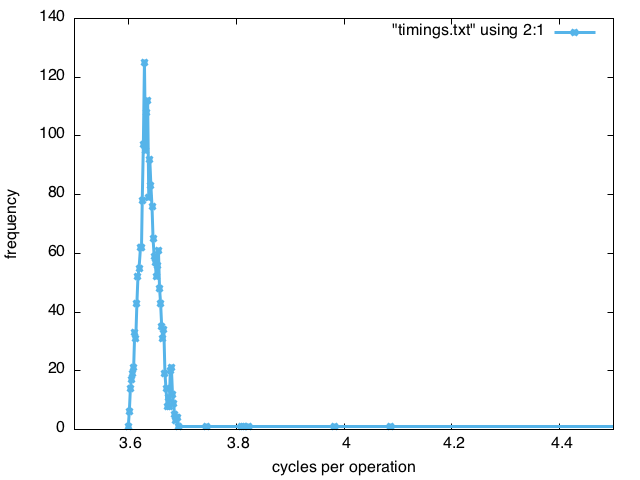 "timings.txt" using 2:1
140
120
100
80
60
40
20
0
frequency
3.6 3.8 4 4.2 4.4
cycles per operation